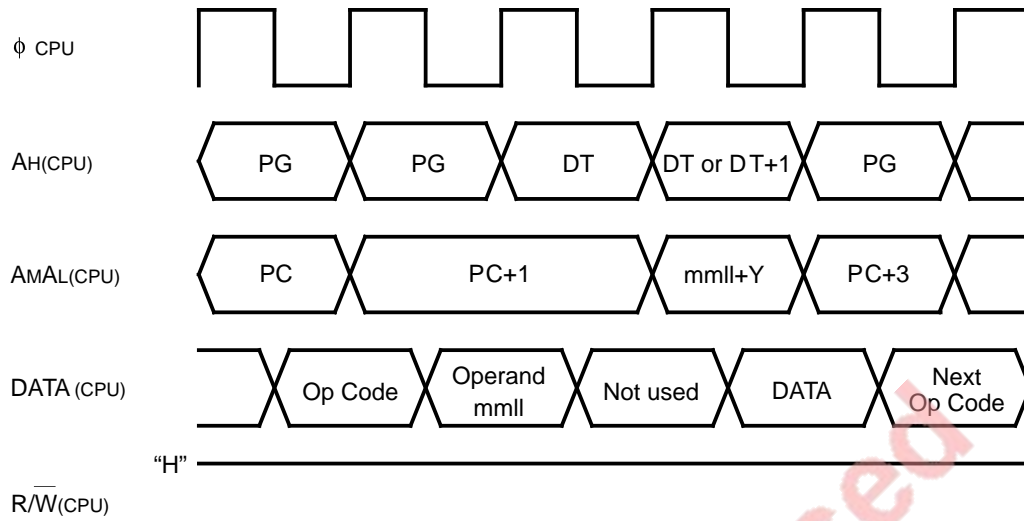 ϕ CPU
AH(CPU) PG PG DT DT or DT+1 PG
AMAL(CPU) PC PC+1 mmll+Y PC+3
DATA (CPU) Op Code Operand mmll Not used DATA Next Op Code
“H”
R/W̅(CPU)